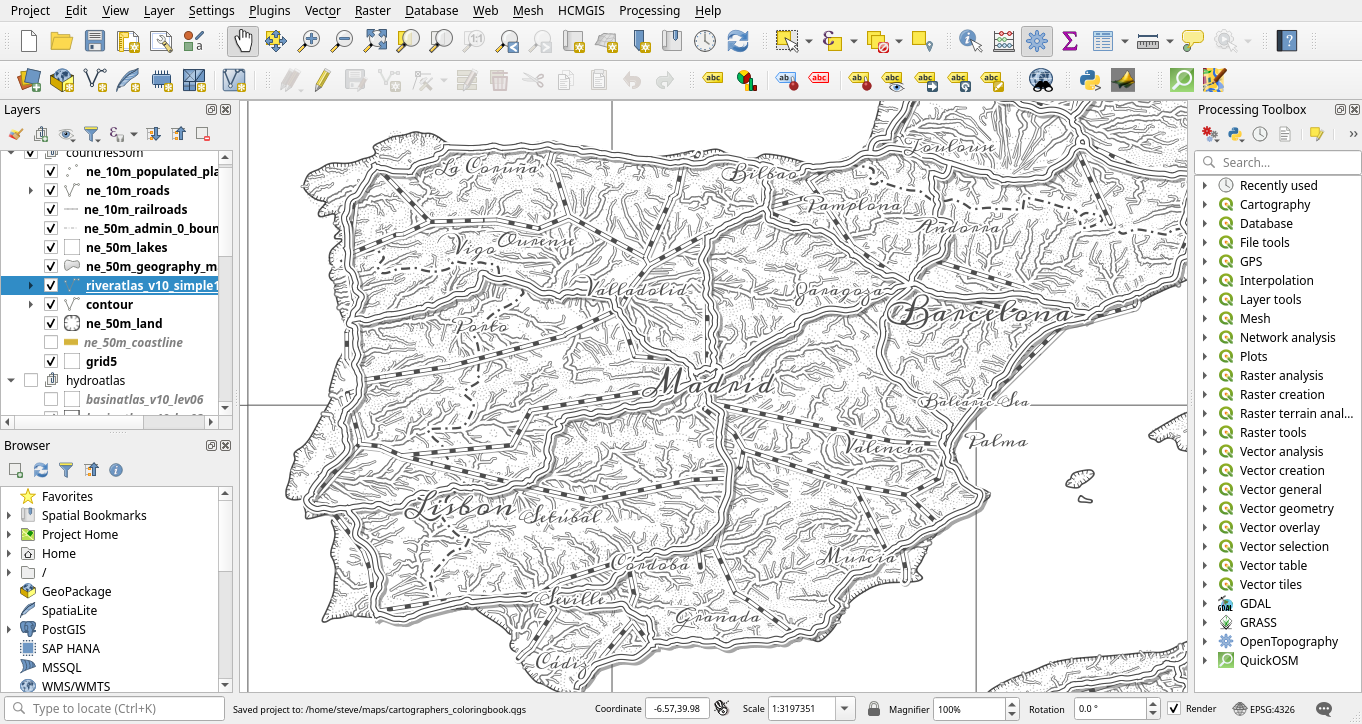 Project Edit View Layer Settings Plugins Vector Raster Database Web Mesh HCMGIS Processing Help
abc abc abc abc abc abc abc abc abc
Layers
countries50m
ne_10m_populated_pla
ne_10m_roads
ne_10m_railroads
ne_50m_admin_0_boun
ne_50m_lakes
ne_50m_geography_m
riveratlas_v10_simple1
contour
ne_50m_land
ne_50m_coastline
grid5
hydroatlas
basinatlas_v10_lev06
Browser
Favorites
Spatial Bookmarks
Project Home
Home
/
GeoPackage
SpatiaLite
PostGIS
SAP HANA
MSSQL
WMS/WMTS
Toulouse
La Coruna
Bilbao
Pamplona
Andorra
Vigo
Ourense
Valladolid
Zaragoza
Barcelona
Porto
Madrid
Balearic Sea
Valencia
Palma
Lisbon
Setúbal
Córdoba
Murcia
Seville
Granada
Cádiz
Processing Toolbox
Search...
Recently used
Cartography
Database
File tools
GPS
Interpolation
Layer tools
Mesh
Network analysis
Plots
Raster analysis
Raster creation
Raster terrain anal...
Raster tools
Vector analysis
Vector creation
Vector general
Vector geometry
Vector overlay
Vector selection
Vector table
Vector tiles
GDAL
GRASS
OpenTopography
QuickOSM
Type to locate (Ctrl+K)
Saved project to: /home/steve/maps/cartographers_coloringbook.qgs
Coordinate -6.57,39.98
Scale 1:3197351
Magnifier 100%
Rotation 0.0 °
Render
EPSG:4326